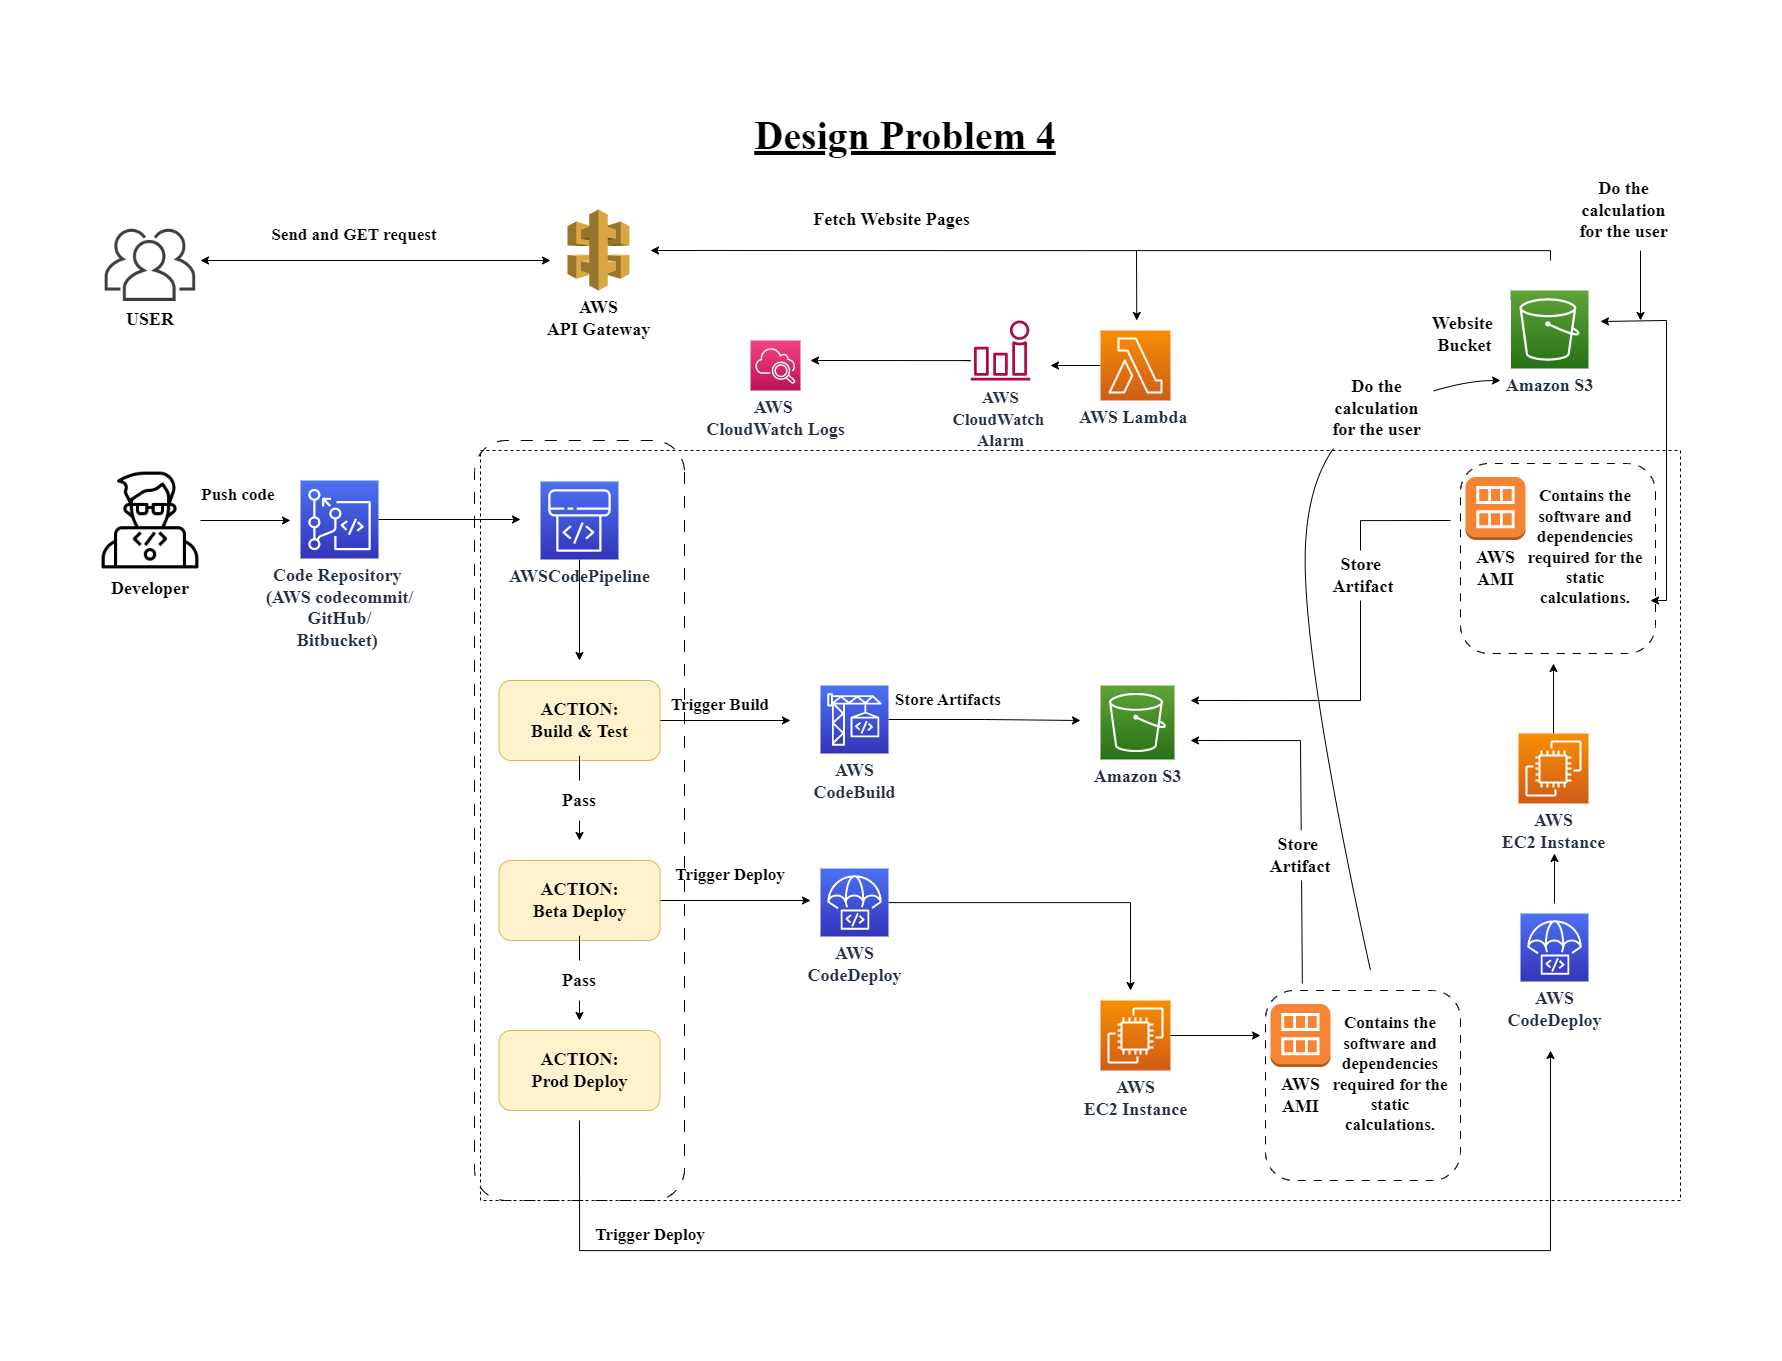 Design Problem 4
Do the
calculation
for the user
Fetch Website Pages
Send and GET request
USER
AWS
API Gateway
Website
Bucket
Amazon S3
Do the
calculation
for the user
AWS
CloudWatch Logs
AWS
CloudWatch
Alarm
AWS Lambda
Developer
Push code
Code Repository
(AWS codecommit/
GitHub/
Bitbucket)
AWSCodePipeline
AWS
AMI
Contains the
software and
dependencies
required for the
static
calculations.
Store
Artifact
ACTION:
Build & Test
Trigger Build
AWS
CodeBuild
Store Artifacts
Amazon S3
Pass
AWS
EC2 Instance
Store
Artifact
ACTION:
Beta Deploy
Trigger Deploy
AWS
CodeDeploy
Pass
AWS
CodeDeploy
ACTION:
Prod Deploy
AWS
EC2 Instance
AWS
AMI
Contains the
software and
dependencies
required for the
static
calculations.
Trigger Deploy